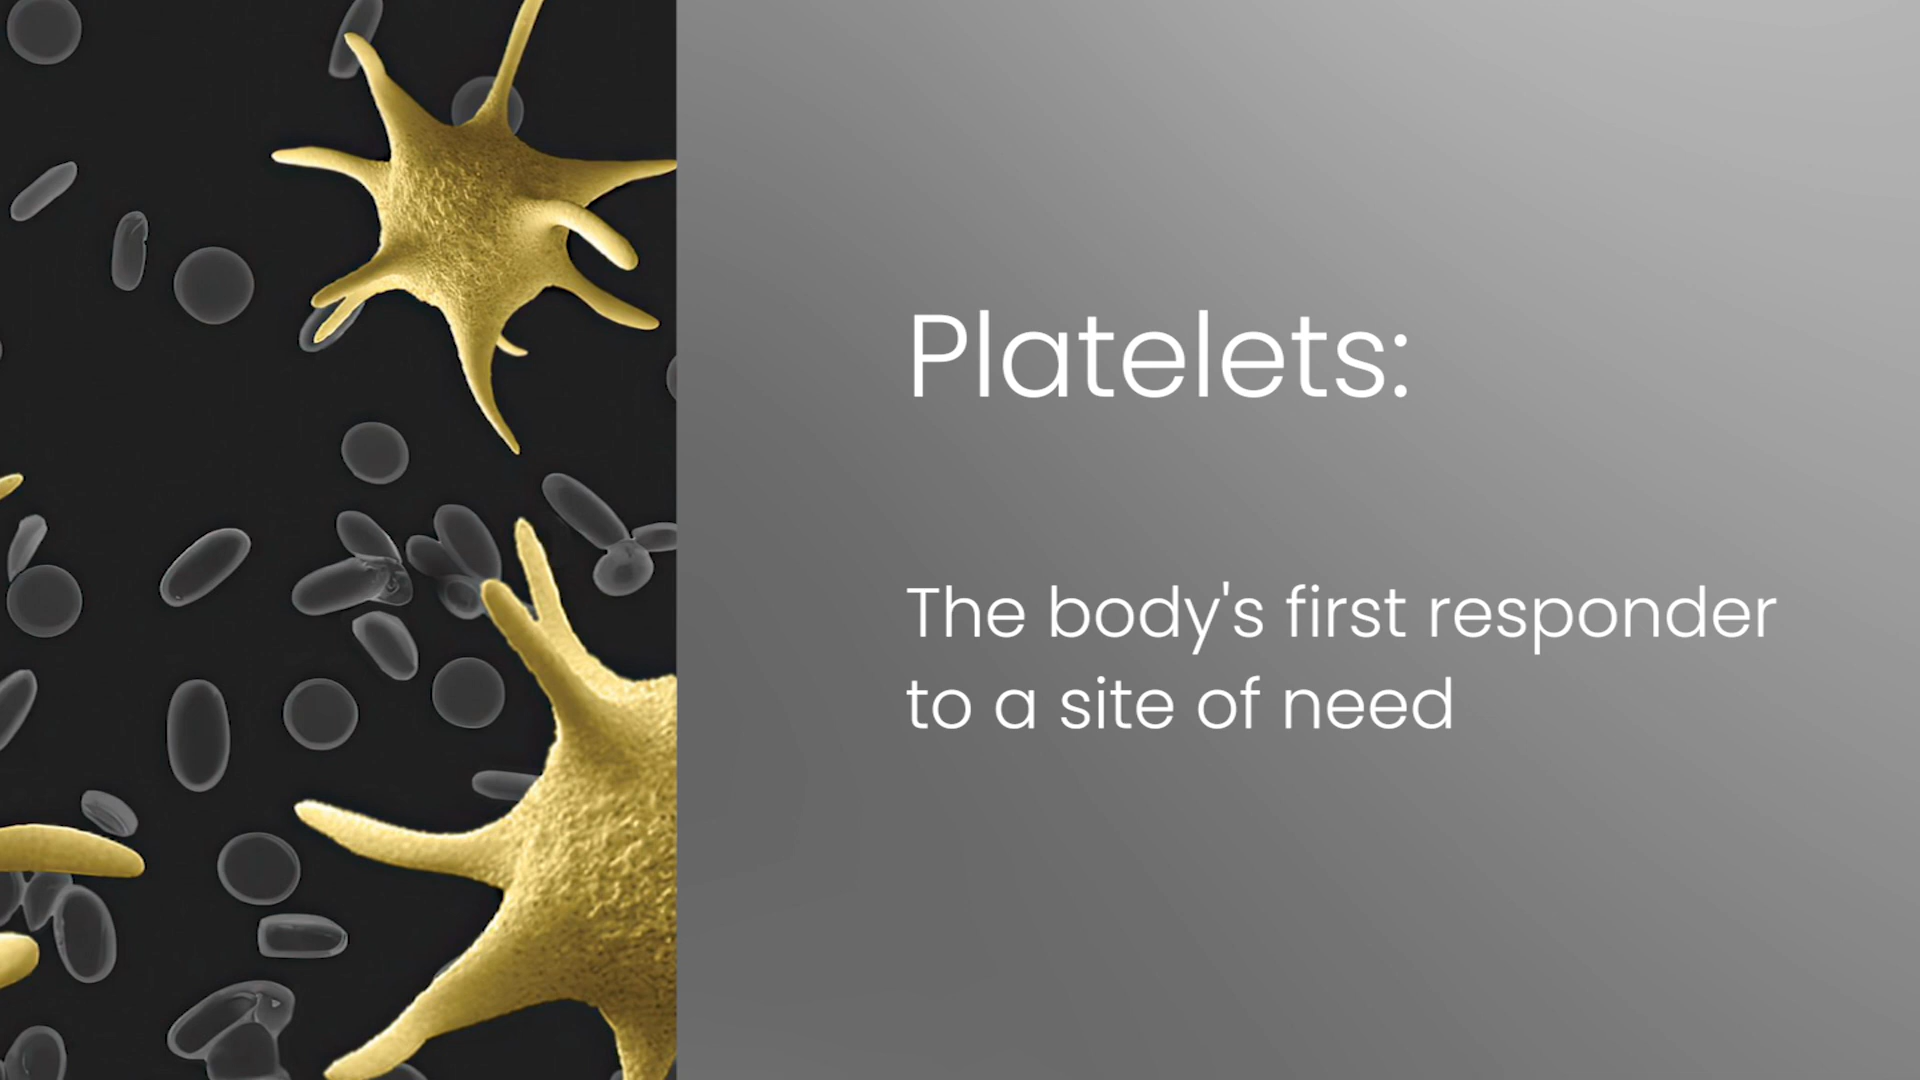 Platelets:
The body's first responder
to a site of need